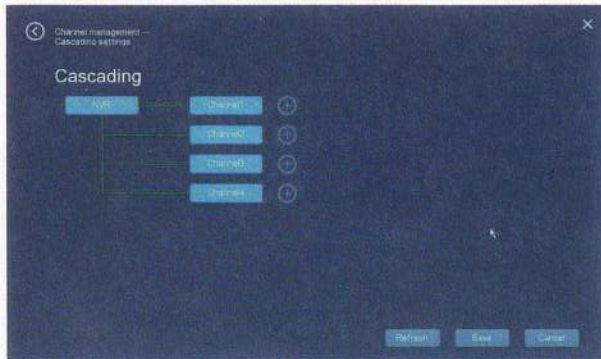 Channel management --
Cascading settings
Cascading
NVR Channel1
Channel2
Channel3
Channel4
Refresh Save Cancel